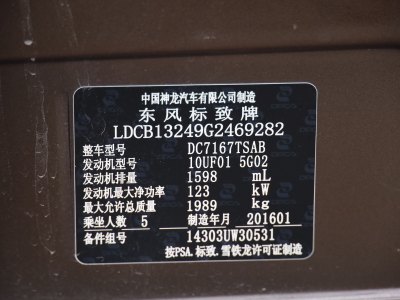 中国神龙汽车有限公司制造
东风标致牌
LDCB13249G2469282
整车型号 DC7167TSAB
发动机型号 10UF01 5G02
发动机排量 1598 mL
发动机最大净功率 123 kW
最大允许总质量 1989 kg
乘坐人数 5 制造年月 201601
备件组号 14303UW30531
按PSA.标致.雪铁龙许可证制造